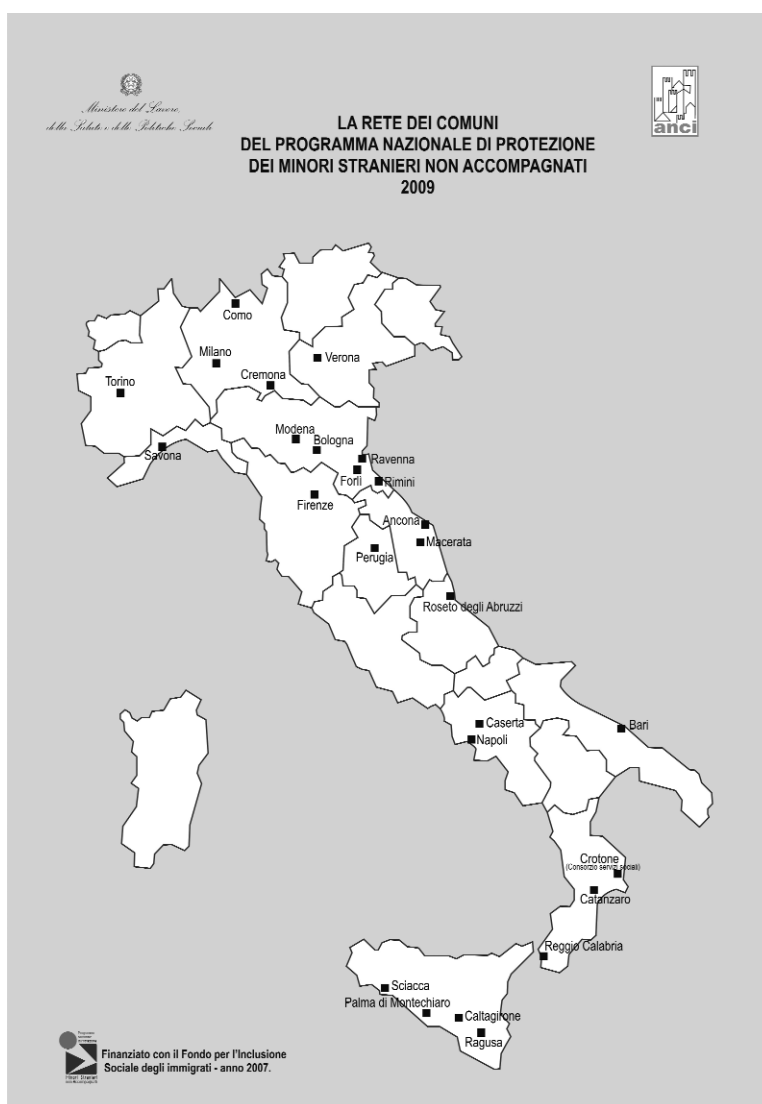 Ministero del Lavoro,
della Salute e delle Politiche Sociali
anci
LA RETE DEI COMUNI
DEL PROGRAMMA NAZIONALE DI PROTEZIONE
DEI MINORI STRANIERI NON ACCOMPAGNATI
2009
Como
Milano
Verona
Cremona
Torino
Modena
Bologna
Savona
Ravenna
Forlì
Rimini
Firenze
Ancona
Macerata
Perugia
Roseto degli Abruzzi
Caserta
Bari
Napoli
Crotone
(Consorzio servizi sociali)
Catanzaro
Reggio Calabria
Sciacca
Palma di Montechiaro
Caltagirone
Ragusa
Finanziato con il Fondo per l'Inclusione
Sociale degli immigrati - anno 2007.